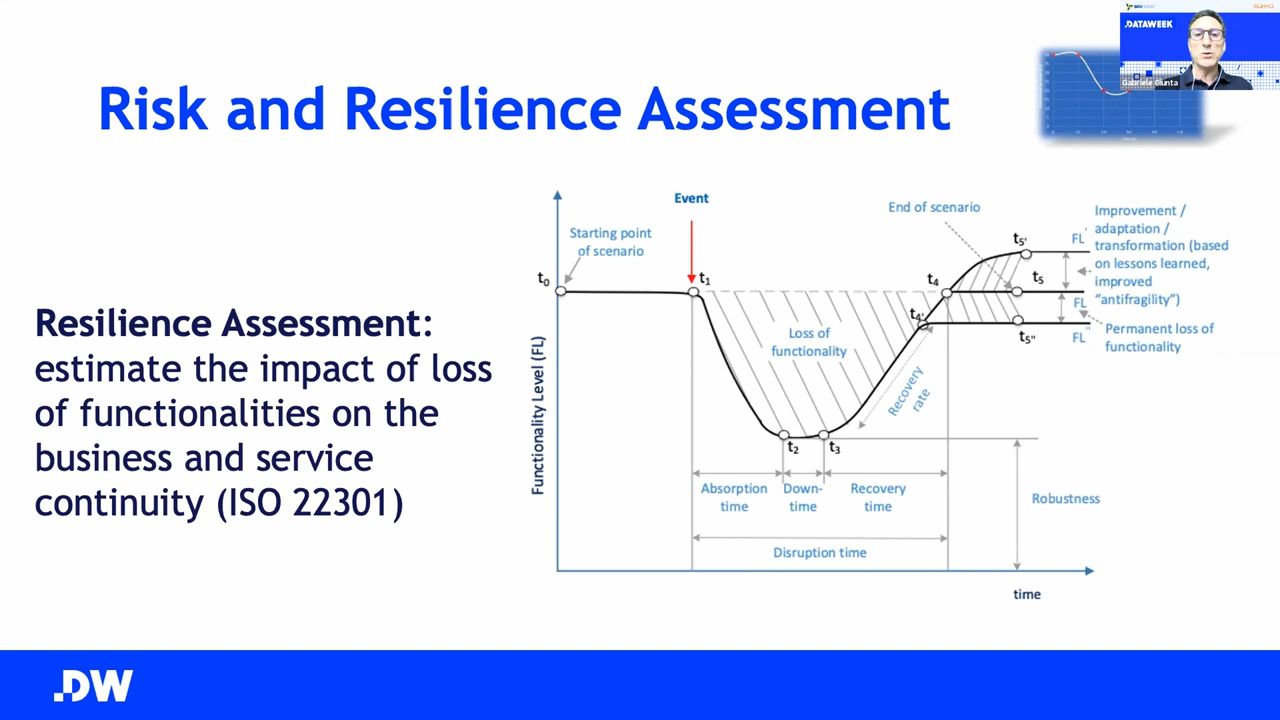 .DATAWEEK
Gabriele Giunta
Risk and Resilience Assessment
Resilience Assessment:
estimate the impact of loss
of functionalities on the
business and service
continuity (ISO 22301)
Event
Starting point
of scenario
End of scenario
Improvement /
adaptation /
transformation (based
on lessons learned,
improved
“antifragility”)
Permanent loss of
functionality
t0
t1
t2
t3
t4
t4'
t5'
t5
t5"
FL'
FL
FL"
Loss of
functionality
Recovery
rate
Functionality Level (FL)
Absorption
time
Down-
time
Recovery
time
Robustness
Disruption time
time
.DW